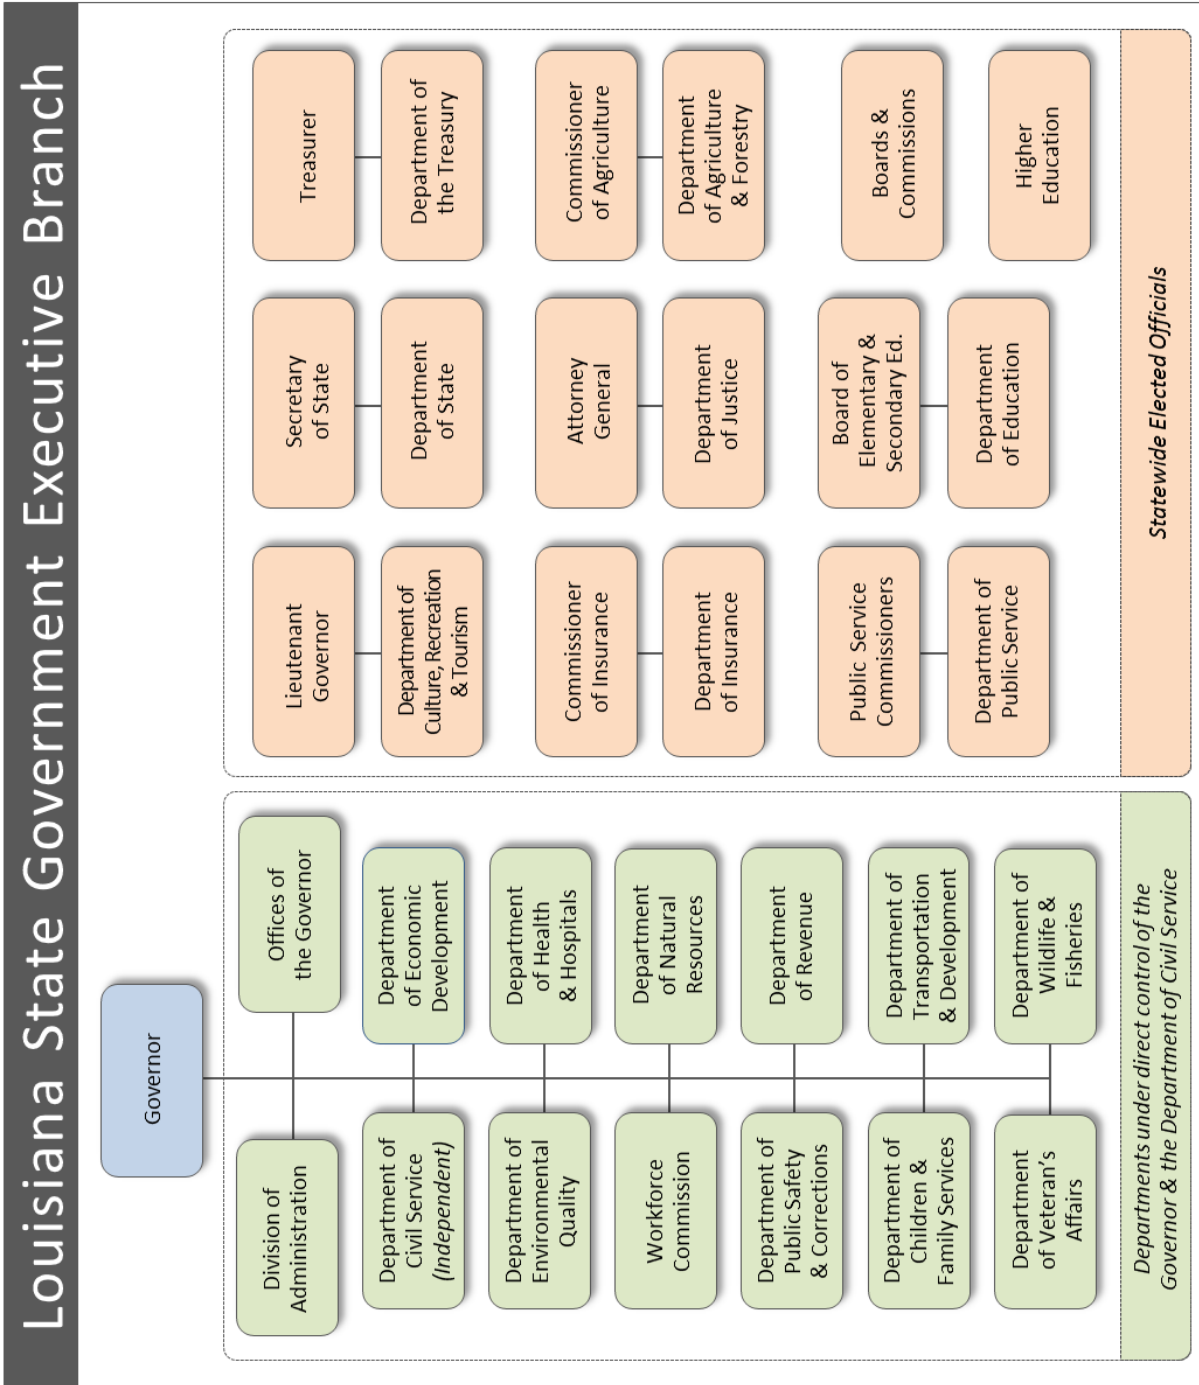 Louisiana State Government Executive Branch
Governor
Division of
Administration
Offices of
the Governor
Department of
Civil Service
(Independent)
Department
of Economic
Development
Department of
Environmental
Quality
Department
of Health
& Hospitals
Workforce
Commission
Department
of Natural
Resources
Department of
Public Safety
& Corrections
Department
of Revenue
Department of
Children &
Family Services
Department of
Transportation
& Development
Department
of Veteran's
Affairs
Department of
Wildlife &
Fisheries
Departments under direct control of the
Governor & the Department of Civil Service
Lieutenant
Governor
Secretary
of State
Treasurer
Department of
Culture, Recreation
& Tourism
Department
of State
Department of
the Treasury
Commissioner
of Insurance
Attorney
General
Commissioner
of Agriculture
Department
of Insurance
Department
of Justice
Department
of Agriculture
& Forestry
Public Service
Commissioners
Board of
Elementary &
Secondary Ed.
Boards &
Commissions
Department of
Public Service
Department
of Education
Higher
Education
Statewide Elected Officials